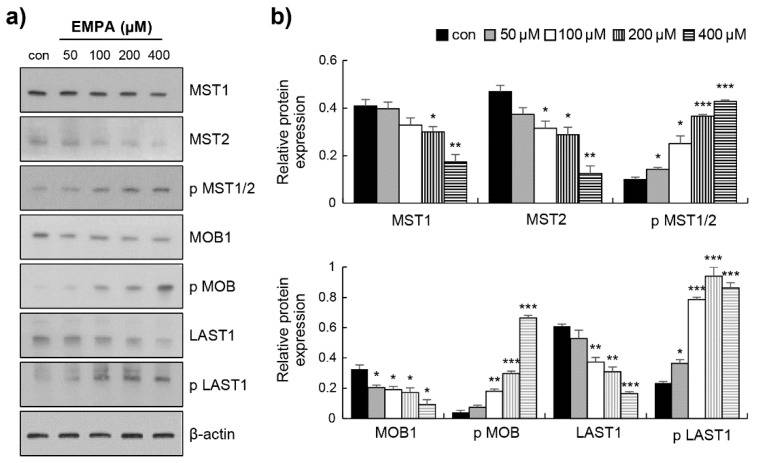 a)
EMPA (µM)
con 50 100 200 400
MST1
MST2
p MST1/2
MOB1
p MOB
LAST1
p LAST1
β-actin
b)
con 50 µM 100 µM 200 µM 400 µM
Relative protein
expression
0.6
0.4
0.2
0
* ** * * ** * * *** ***
MST1 MST2 p MST1/2
Relative protein
expression
1
0.8
0.6
0.4
0.2
0
* * * * ** *** *** ** ** *** * *** *** ***
MOB1 p MOB LAST1 p LAST1